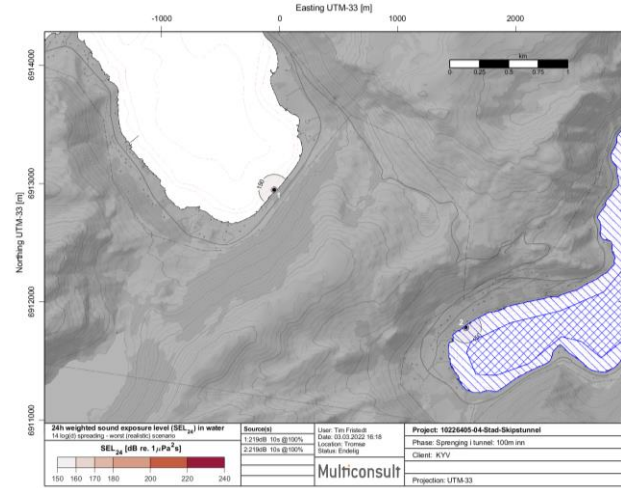 Easting UTM-33 [m]
-1000
0
1000
2000
Northing UTM-33 [m]
6914000
6913000
6912000
6911000
km
0
0.25
0.5
0.75
1
150
1
2
24h weighted sound exposure level (SEL24) in water
14 log(d) spreading - worst (realistic) scenario
SEL24 [dB re. 1μPa²s]
150 160 170 180 200 220 240
Source(s)
1:219dB 10s @100%
2:219dB 10s @100%
User: Tim Fristedt
Date: 03.03.2022 16:18
Location: Tromsø
Status: Endelig
Multiconsult
Project: 10226405-04-Stad-Skipstunnel
Phase: Sprenging i tunnel: 100m inn
Client: KYV
Projection: UTM-33